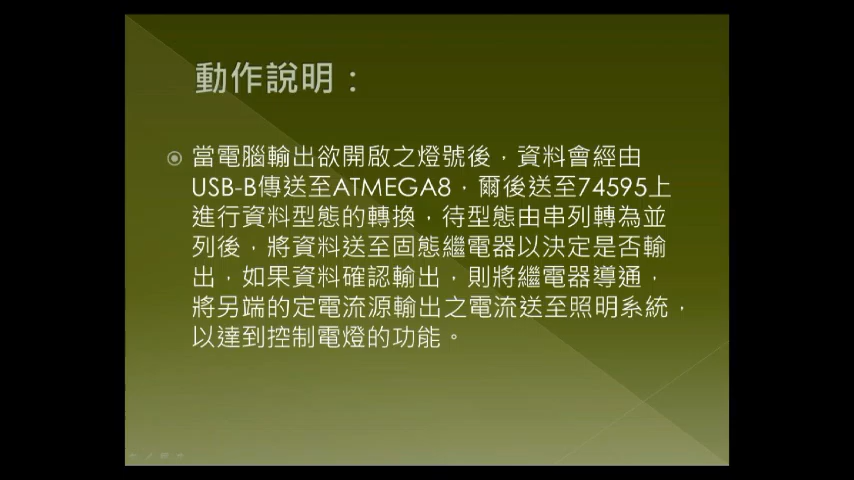 動作說明：
當電腦輸出欲開啟之燈號後，資料會經由
USB-B傳送至ATMEGA8，爾後送至74595上
進行資料型態的轉換，待型態由串列轉為並
列後，將資料送至固態繼電器以決定是否輸
出，如果資料確認輸出，則將繼電器導通，
將另端的定電流源輸出之電流送至照明系統，
以達到控制電燈的功能。